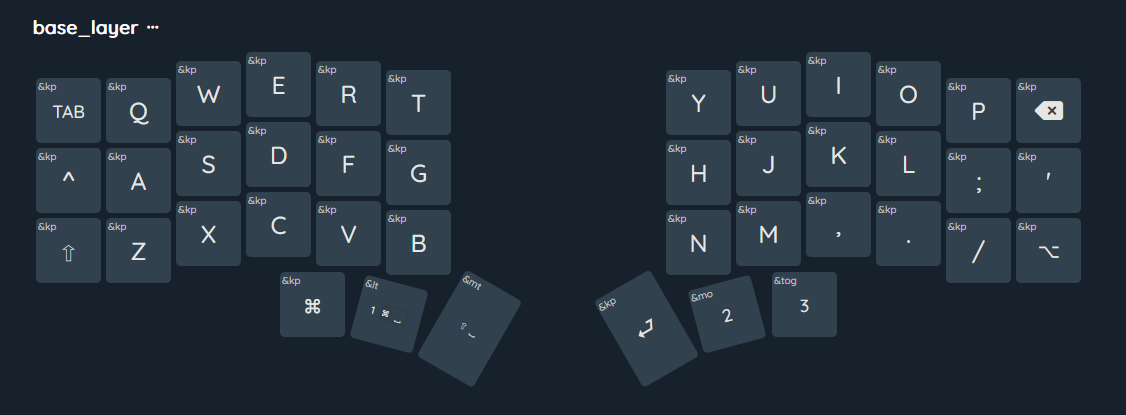 base_layer ···
&kp TAB &kp Q &kp W &kp E &kp R &kp T &kp Y &kp U &kp I &kp O &kp P &kp ⌫
&kp ^ &kp A &kp S &kp D &kp F &kp G &kp H &kp J &kp K &kp L &kp ; &kp '
&kp ⇧ &kp Z &kp X &kp C &kp V &kp B &kp N &kp M &kp , &kp . &kp / &kp ⌥
&kp ⌘ &lt 1 ⌘ ⎵ &mt ⇧ ⎵ &kp ⏎ &mo 2 &tog 3